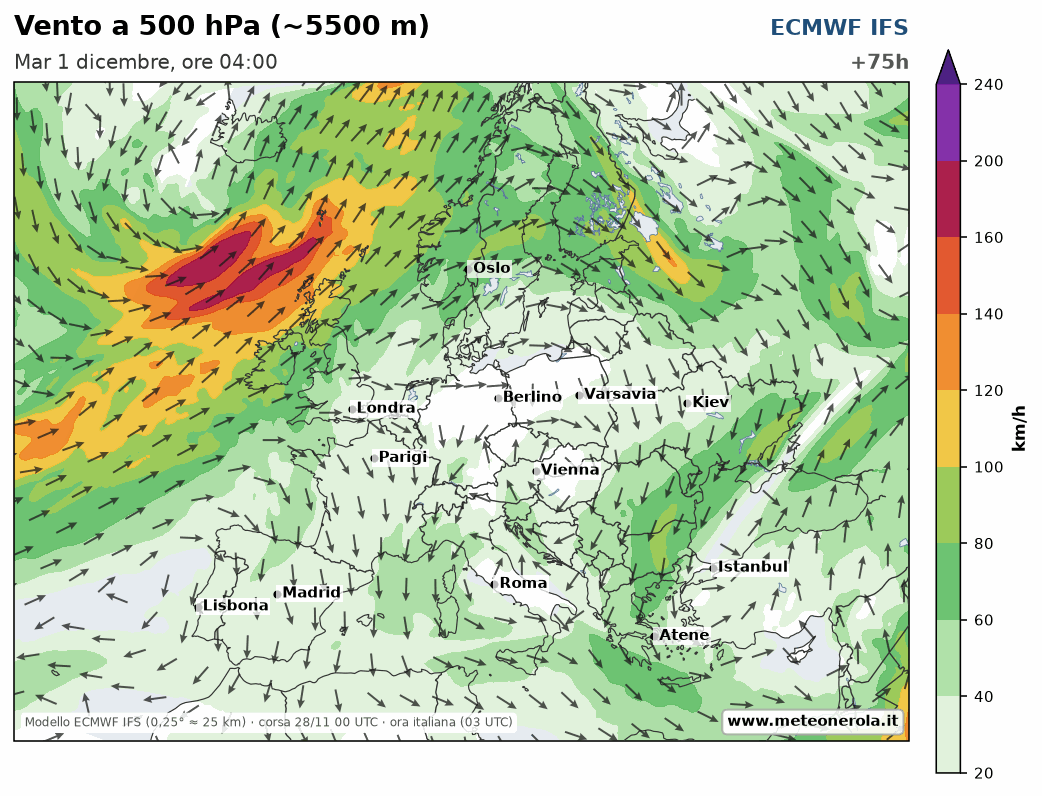 Vento a 500 hPa (~5500 m)
ECMWF IFS
Mar 1 dicembre, ore 04:00
+75h
240
200
160
140
120
100
80
60
40
20
km/h
Oslo
Berlino
Varsavia
Kiev
Londra
Parigi
Vienna
Istanbul
Roma
Madrid
Lisbona
Atene
Modello ECMWF IFS (0,25° ≈ 25 km) · corsa 28/11 00 UTC · ora italiana (03 UTC)
www.meteonerola.it